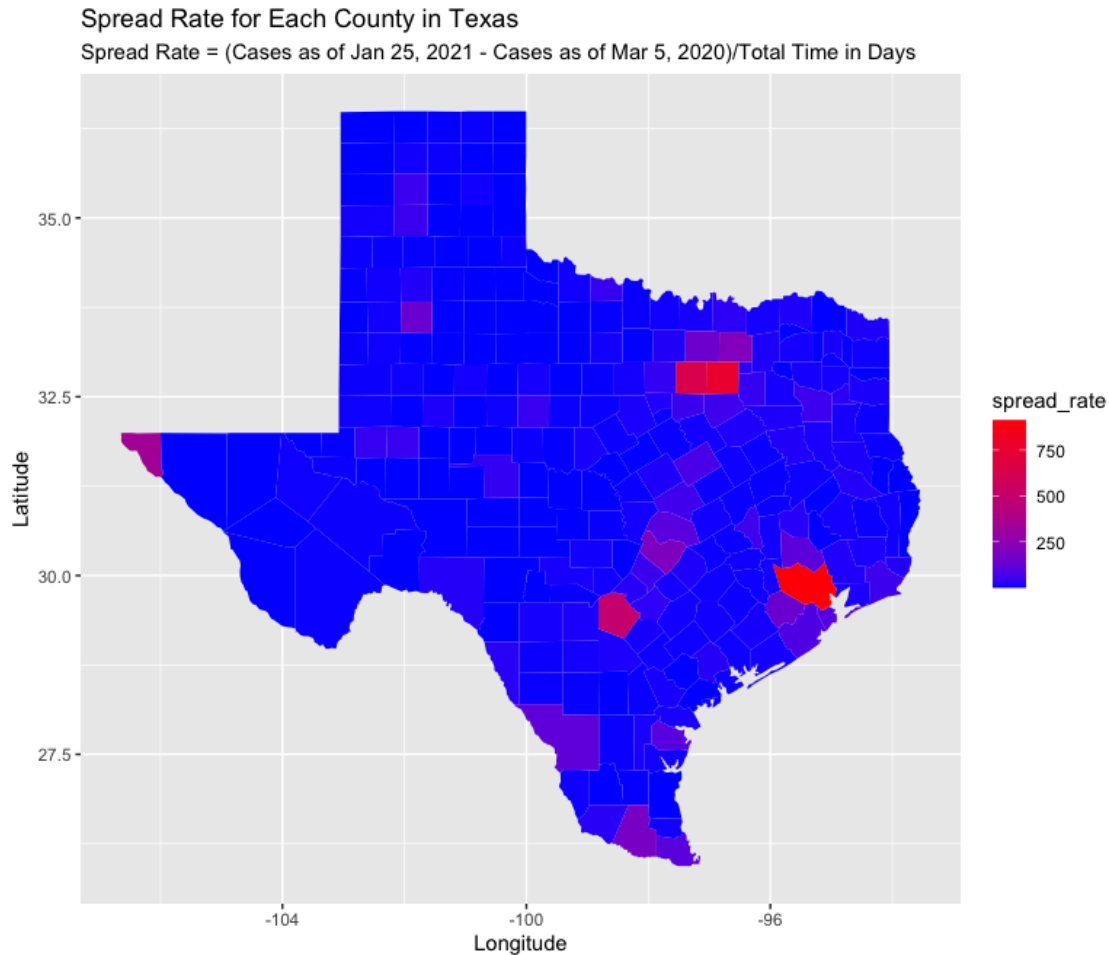 Spread Rate for Each County in Texas
Spread Rate = (Cases as of Jan 25, 2021 - Cases as of Mar 5, 2020)/Total Time in Days
35.0
32.5
30.0
27.5
Latitude
-104
-100
-96
Longitude
spread_rate
750
500
250